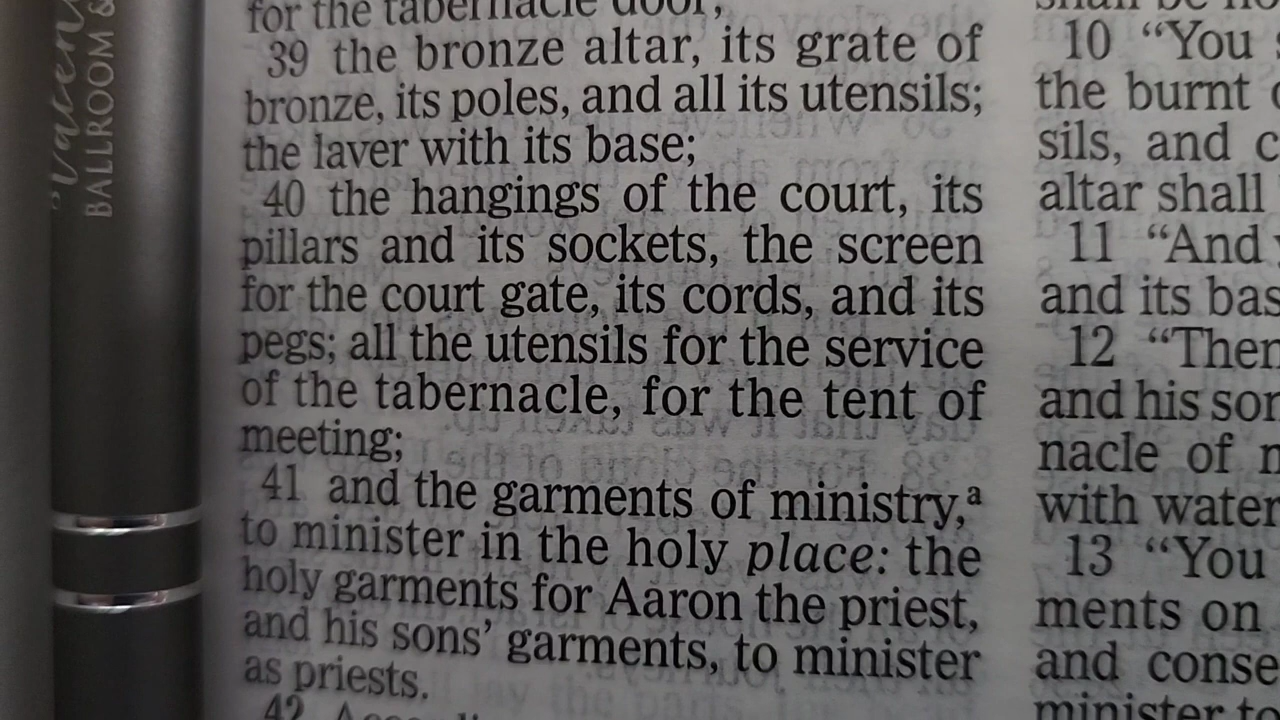 BALLROOM &
for the tabernacle door,
39 the bronze altar, its grate of
bronze, its poles, and all its utensils;
the laver with its base;
40 the hangings of the court, its
pillars and its sockets, the screen
for the court gate, its cords, and its
pegs; all the utensils for the service
of the tabernacle, for the tent of
meeting;
41 and the garments of ministry,ᵃ
to minister in the holy place: the
holy garments for Aaron the priest,
and his sons’ garments, to minister
as priests.
42
shall be
10 “You
the burnt
sils, and
altar shall
11 “And
and its
12 “Then
and his
nacle of
with water
13 “You
ments on
and
minister to